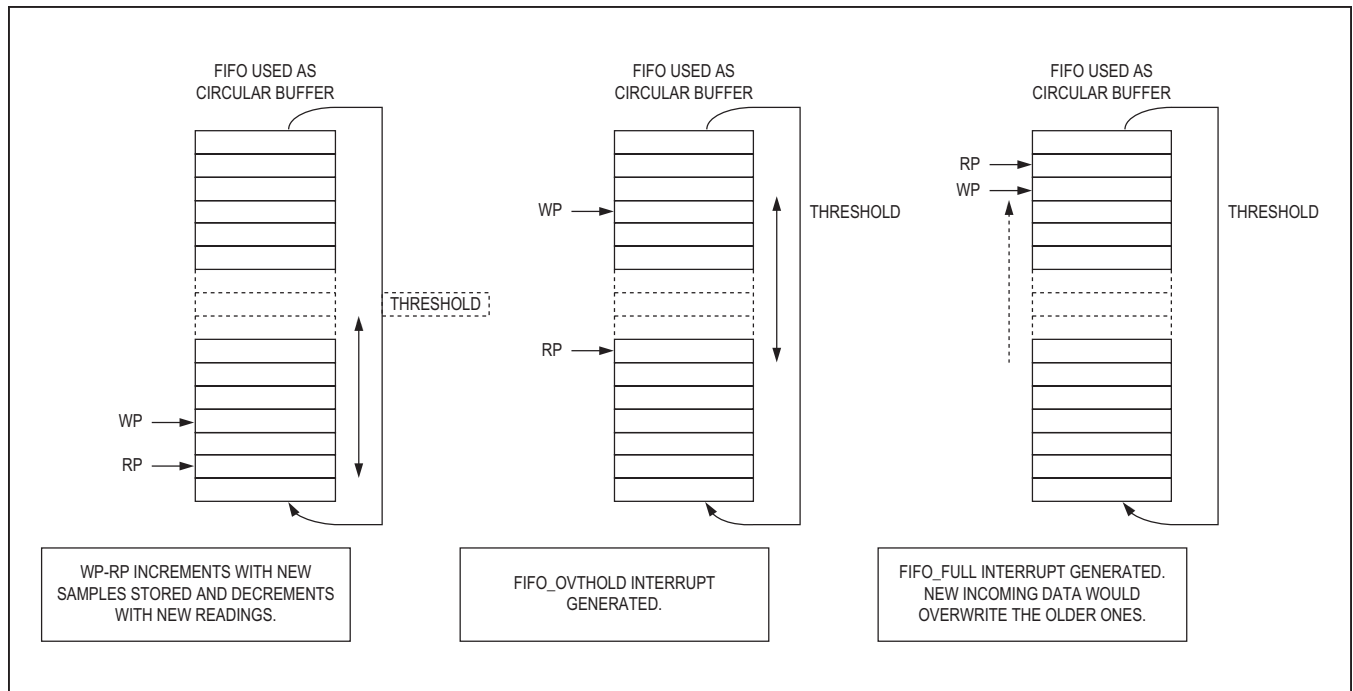 FIFO USED AS
CIRCULAR BUFFER
THRESHOLD
WP
RP
WP-RP INCREMENTS WITH NEW
SAMPLES STORED AND DECREMENTS
WITH NEW READINGS.
FIFO USED AS
CIRCULAR BUFFER
WP
THRESHOLD
RP
FIFO_OVTHOLD INTERRUPT
GENERATED.
FIFO USED AS
CIRCULAR BUFFER
RP
WP
THRESHOLD
FIFO_FULL INTERRUPT GENERATED.
NEW INCOMING DATA WOULD
OVERWRITE THE OLDER ONES.